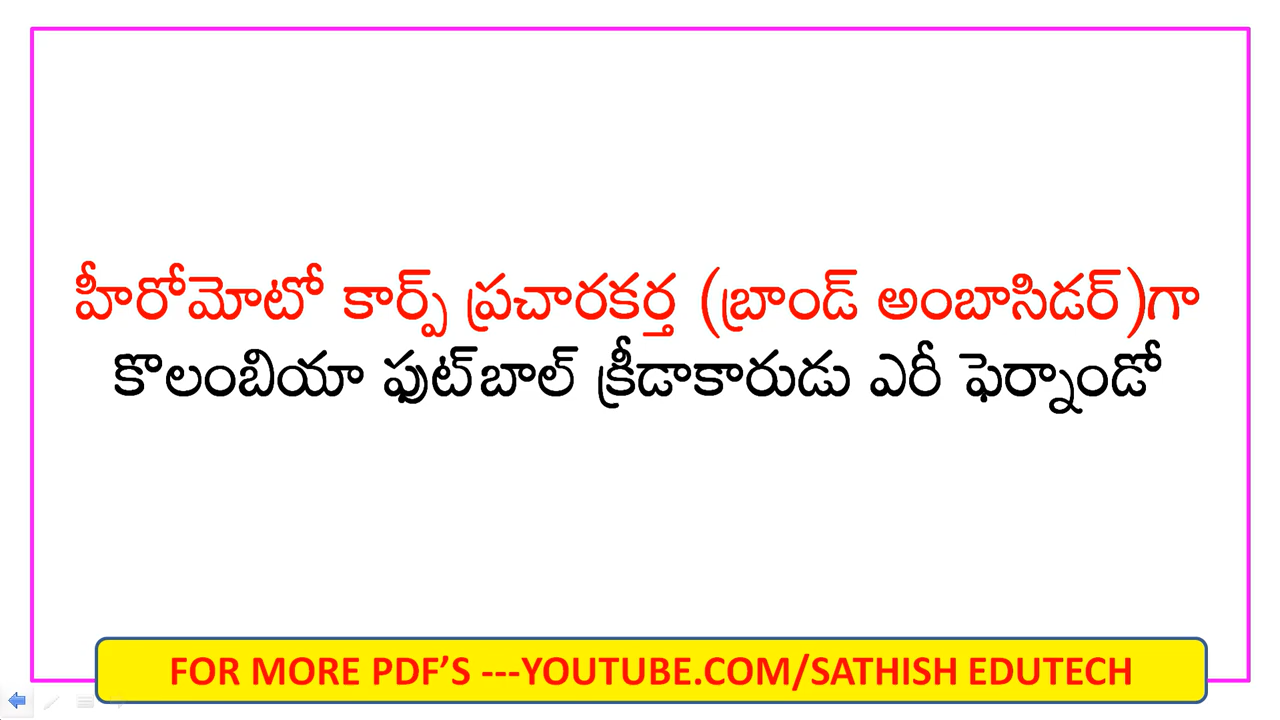 హీరోమోటో కార్ప్ ప్రచారకర్త (బ్రాండ్ అంబాసిడర్)గా
కొలంబియా ఫుట్‌బాల్ క్రీడాకారుడు ఎరీ ఫెర్నాండో
FOR MORE PDF'S ---YOUTUBE.COM/SATHISH EDUTECH